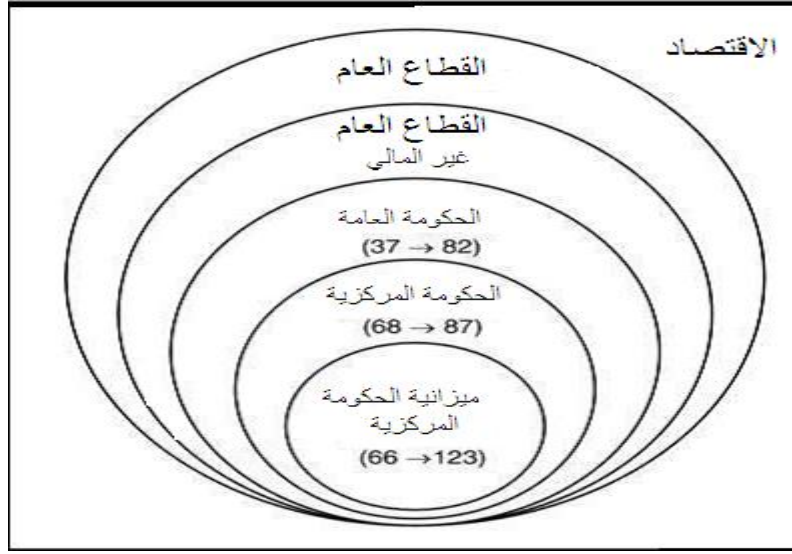 الاقتصاد
القطاع العام
القطاع العام
غير المالي
الحكومة العامة
(37 → 82)
الحكومة المركزية
(68 → 87)
ميزانية الحكومة
المركزية
(66 →123)